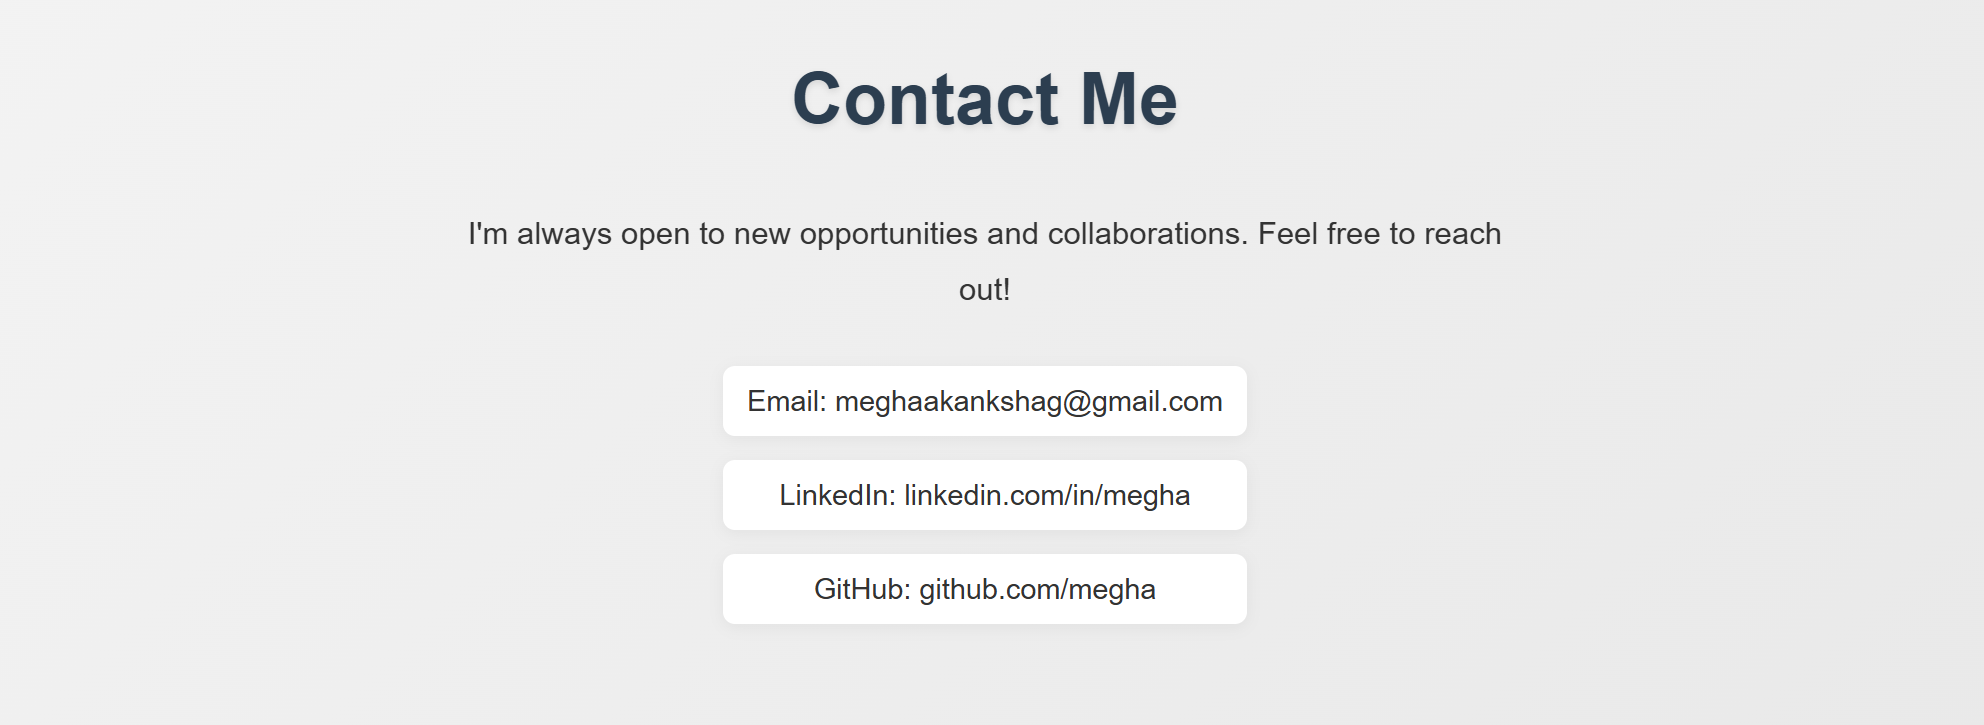 Contact Me
I'm always open to new opportunities and collaborations. Feel free to reach
out!
Email: meghaakankshag@gmail.com
LinkedIn: linkedin.com/in/megha
GitHub: github.com/megha